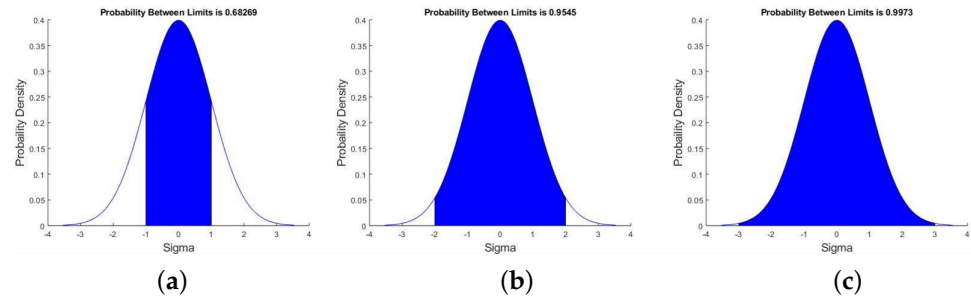 Probability Between Limits is 0.68269
0.4
0.35
0.3
0.25
0.2
0.15
0.1
0.05
0
Probaility Density
-4 -3 -2 -1 0 1 2 3 4
Sigma
(a)
Probability Between Limits is 0.9545
0.4
0.35
0.3
0.25
0.2
0.15
0.1
0.05
0
Probaility Density
-4 -3 -2 -1 0 1 2 3 4
Sigma
(b)
Probability Between Limits is 0.9973
0.4
0.35
0.3
0.25
0.2
0.15
0.1
0.05
0
Probaility Density
-4 -3 -2 -1 0 1 2 3 4
Sigma
(c)